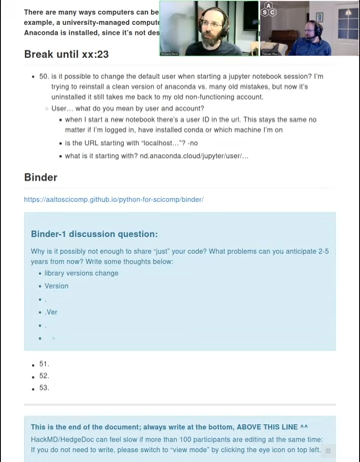 There are many ways computers can be
example, a university-managed compute
Anaconda is installed, since it's not des
Break until xx:23
50. is it possible to change the default user when starting a jupyter notebook session? I'm
trying to reinstall a clean version of anaconda vs. many old mistakes, but now it's
uninstalled it still takes me back to my old non-functioning account.
User... what do you mean by user and account?
when I start a new notebook there's a user ID in the url. This stays the same no
matter if I'm logged in, have installed conda or which machine I'm on
is the URL starting with "localhost..."? -no
what is it starting with? nd.anaconda.cloud/jupyter/user/...
Binder
https://aaltoscicomp.github.io/python-for-scicomp/binder/
Binder-1 discussion question:
Why is it possibly not enough to share "just" your code? What problems can you anticipate 2-5
years from now? Write some thoughts below:
library versions change
Version
.
.Ver
.
51.
52.
53.
This is the end of the document; always write at the bottom, ABOVE THIS LINE ^^
HackMD/HedgeDoc can feel slow if more than 100 participants are editing at the same time:
If you do not need to write, please switch to "view mode" by clicking the eye icon on top left.